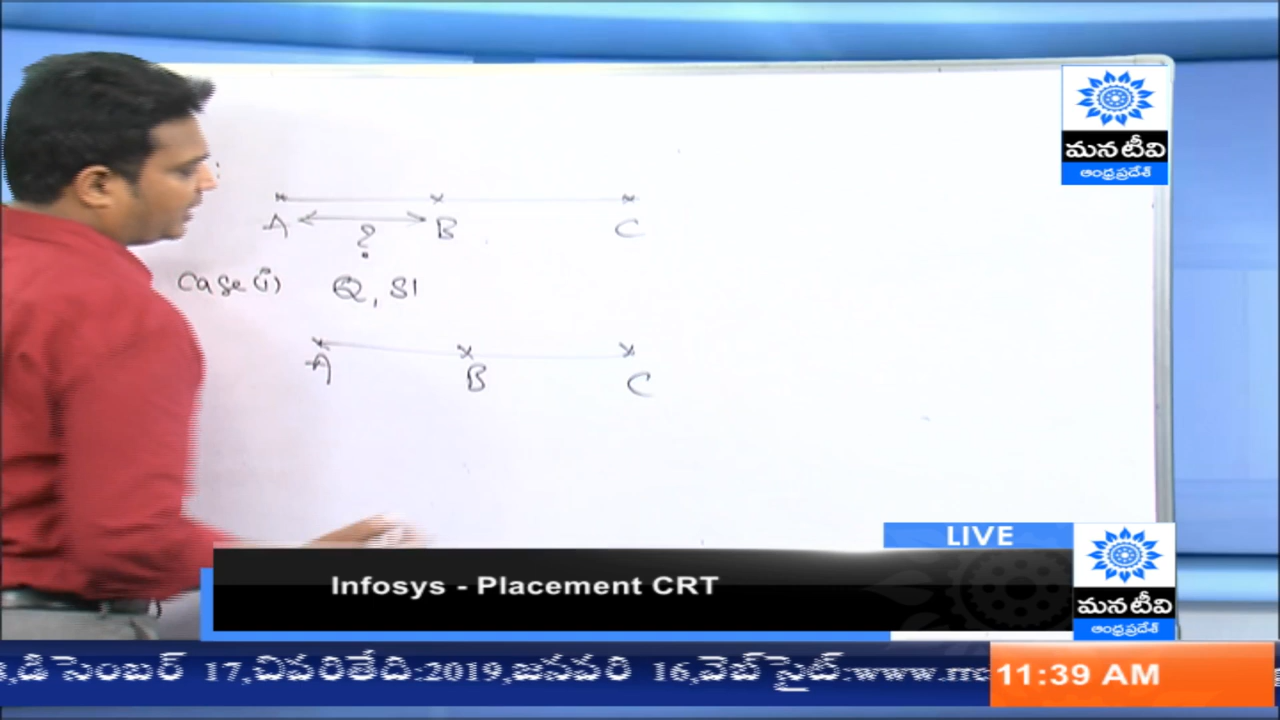 మన టీవి
ఆంధ్రప్రదేశ్
A ? B C
Case (i) Q, S1
A B C
LIVE
Infosys - Placement CRT
మన టీవి
ఆంధ్రప్రదేశ్
డిసెంబర్ 17,చివరితేది:2019,జనవరి 16,వెబ్ సైట్:www.
11:39 AM